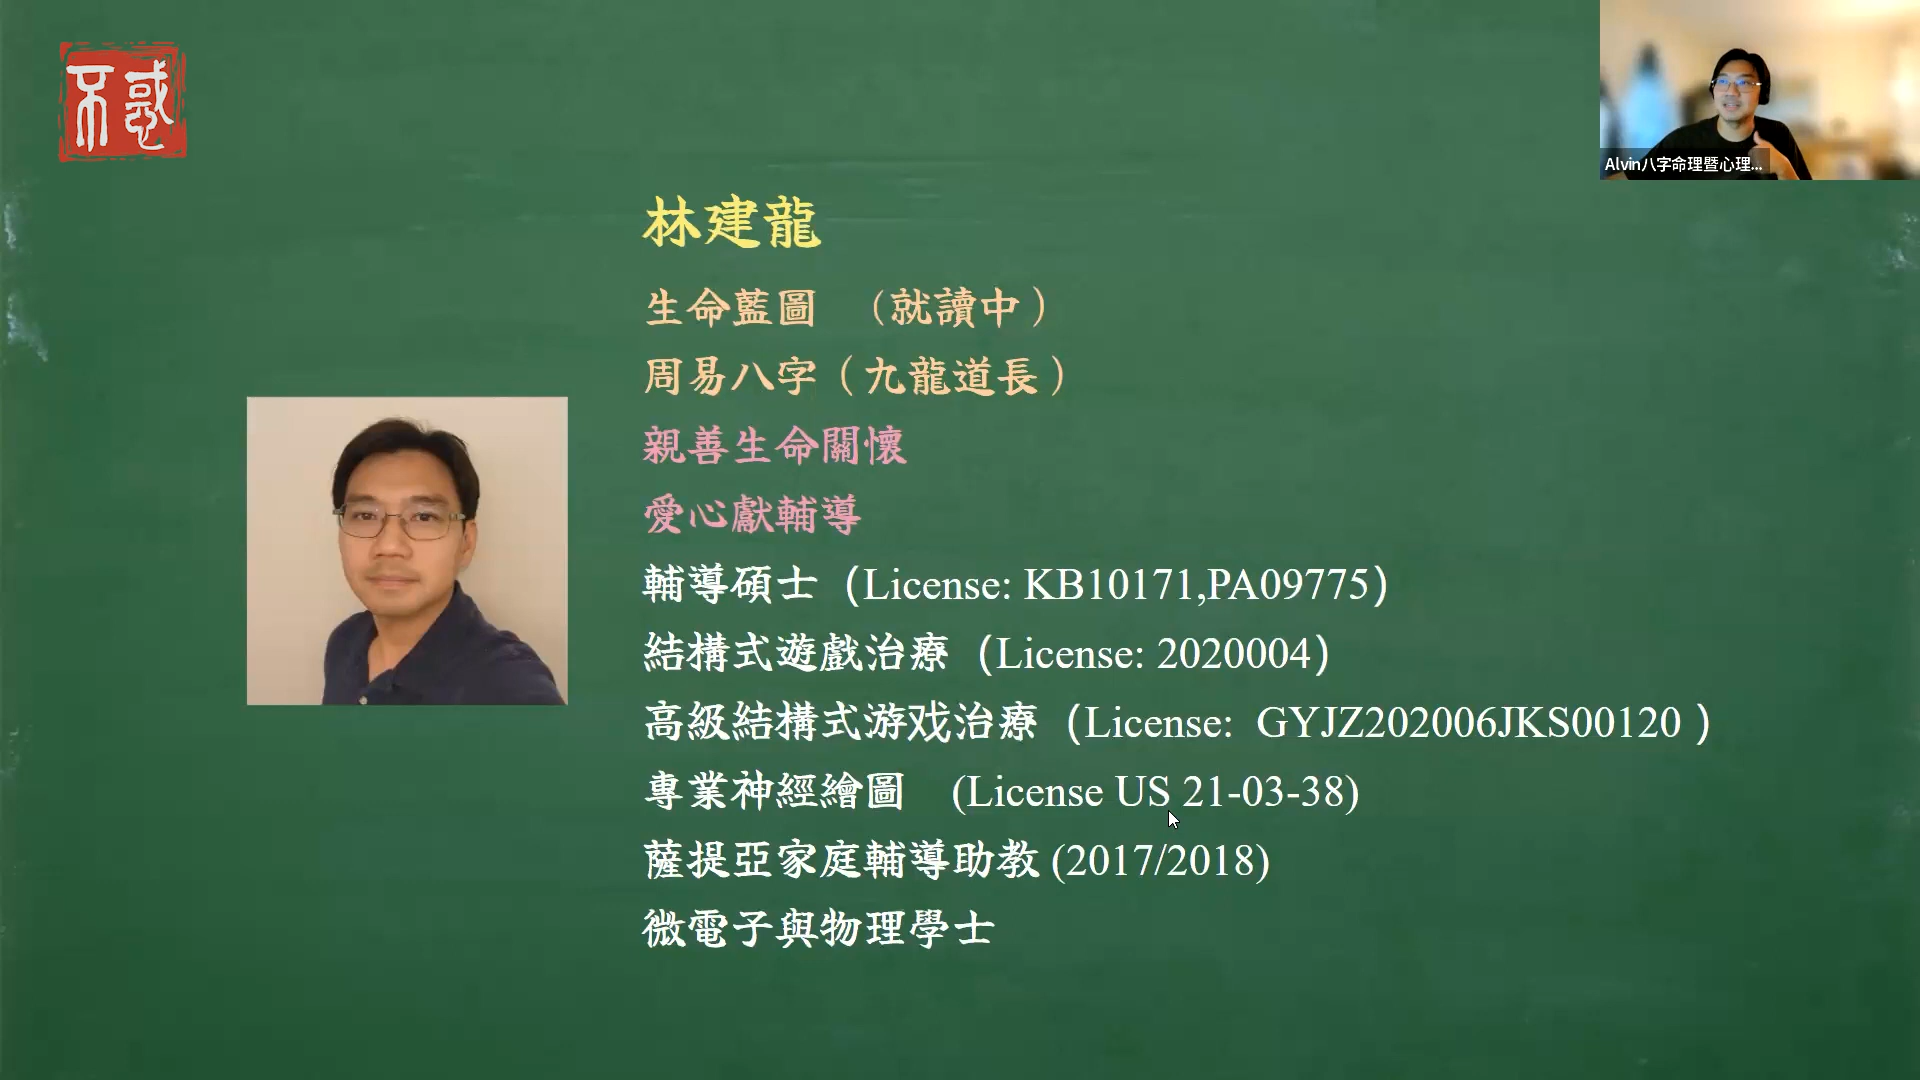 不惑
Alvin八字命理暨心理...
林建龍
生命藍圖 （就讀中）
周易八字（九龍道長）
親善生命關懷
愛心獻輔導
輔導碩士（License: KB10171,PA09775）
結構式遊戲治療（License: 2020004）
高級結構式游戏治療（License: GYJZ202006JKS00120 ）
專業神經繪圖 (License US 21-03-38)
薩提亞家庭輔導助教 (2017/2018)
微電子與物理學士